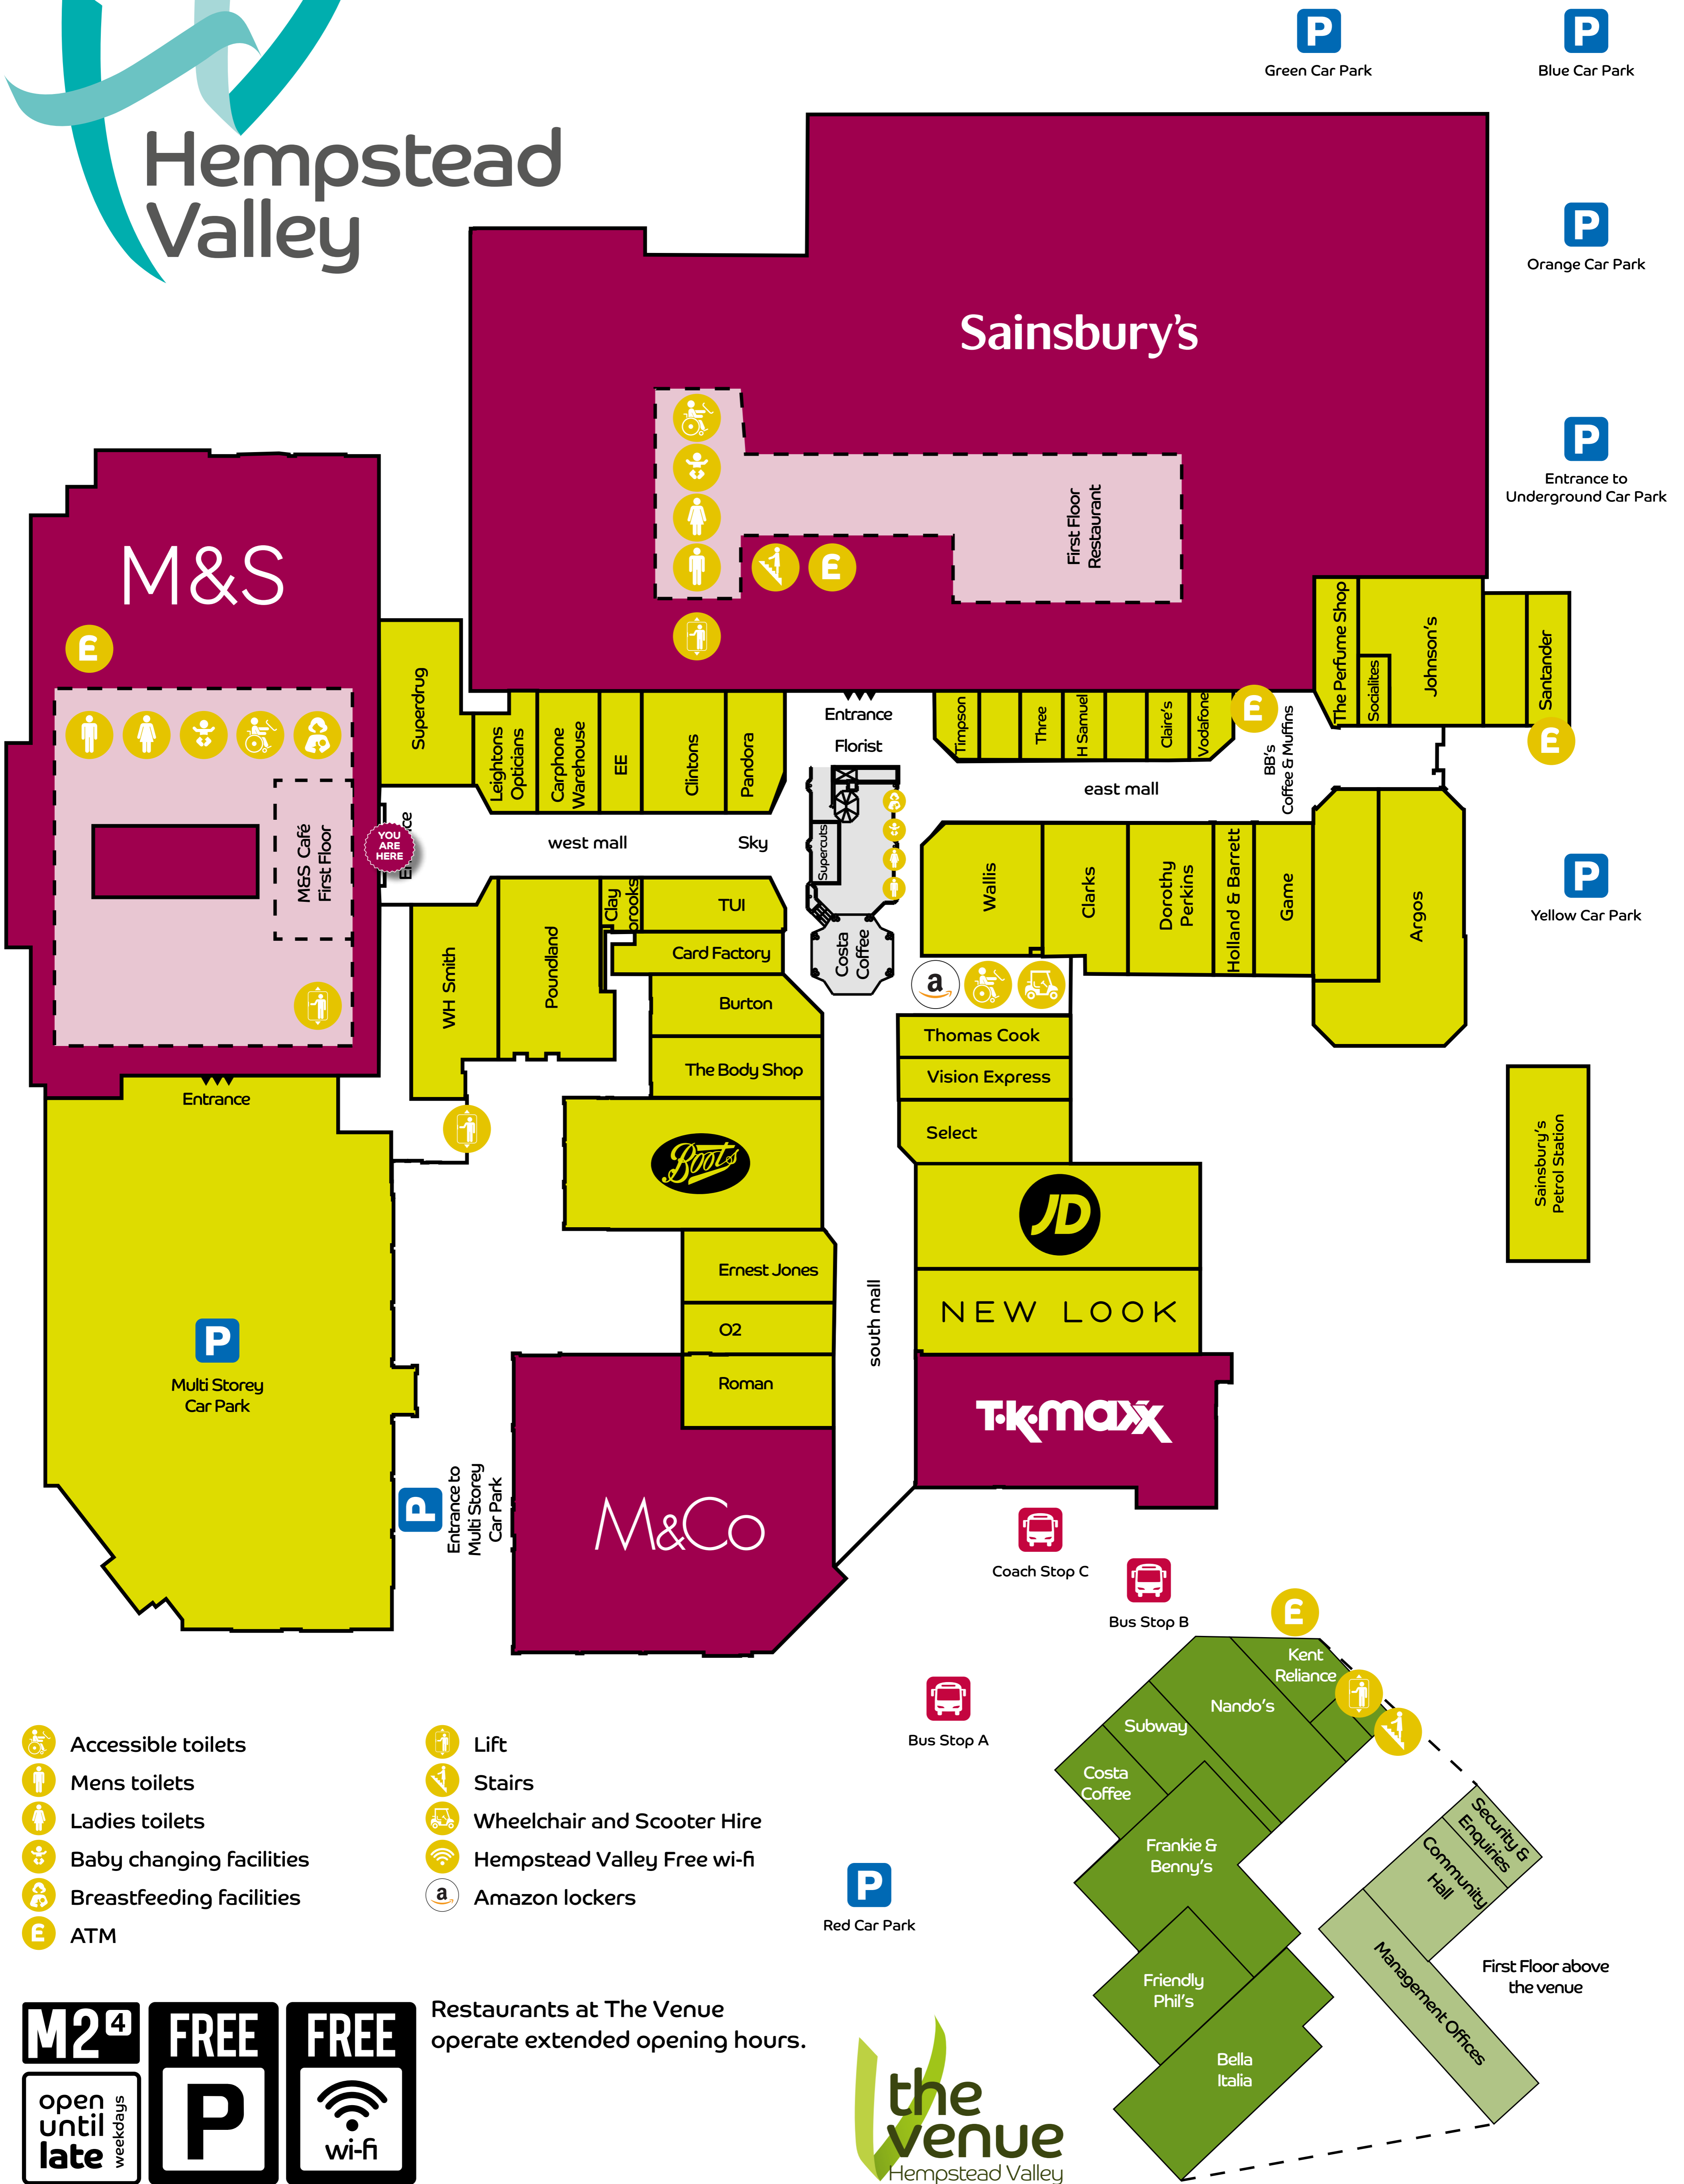 Hempstead
Valley
P
Green Car Park
P
Blue Car Park
P
Orange Car Park
P
Entrance to
Underground Car Park
Sainsbury's
First Floor
Restaurant
£
M&S
£
M&S Café
First Floor
YOU
ARE
HERE
Entrance
Superdrug
Leightons
Opticians
Carphone
Warehouse
EE
Clintons
Pandora
Entrance
Florist
Timpson
Three
H Samuel
Claire's
Vodafone
£
BB's
Coffee & Muffins
The Perfume Shop
Socialites
Johnson's
Santander
£
west mall
Sky
Supercuts
Costa
Coffee
east mall
Wallis
Clarks
Dorothy
Perkins
Holland & Barrett
Game
Argos
P
Yellow Car Park
WH Smith
Poundland
Clay
brooks
TUI
Card Factory
Burton
The Body Shop
a
Thomas Cook
Vision Express
Select
Boots
JD
NEW LOOK
Ernest Jones
O2
Roman
south mall
T·K·maxx
M&Co
Sainsbury's
Petrol Station
Entrance
P
Multi Storey
Car Park
P
Entrance to
Multi Storey
Car Park
Coach Stop C
Bus Stop B
Bus Stop A
£
Kent
Reliance
Nando's
Subway
Costa
Coffee
Frankie &
Benny's
Friendly
Phil's
Bella
Italia
Security &
Enquiries
Community
Hall
Management Offices
First Floor above
the venue
P
Red Car Park
Accessible toilets
Mens toilets
Ladies toilets
Baby changing facilities
Breastfeeding facilities
£ ATM
Lift
Stairs
Wheelchair and Scooter Hire
Hempstead Valley Free wi-fi
a Amazon lockers
M2 4
open
until
late
weekdays
FREE
P
FREE
wi-fi
Restaurants at The Venue
operate extended opening hours.
the
venue
Hempstead Valley